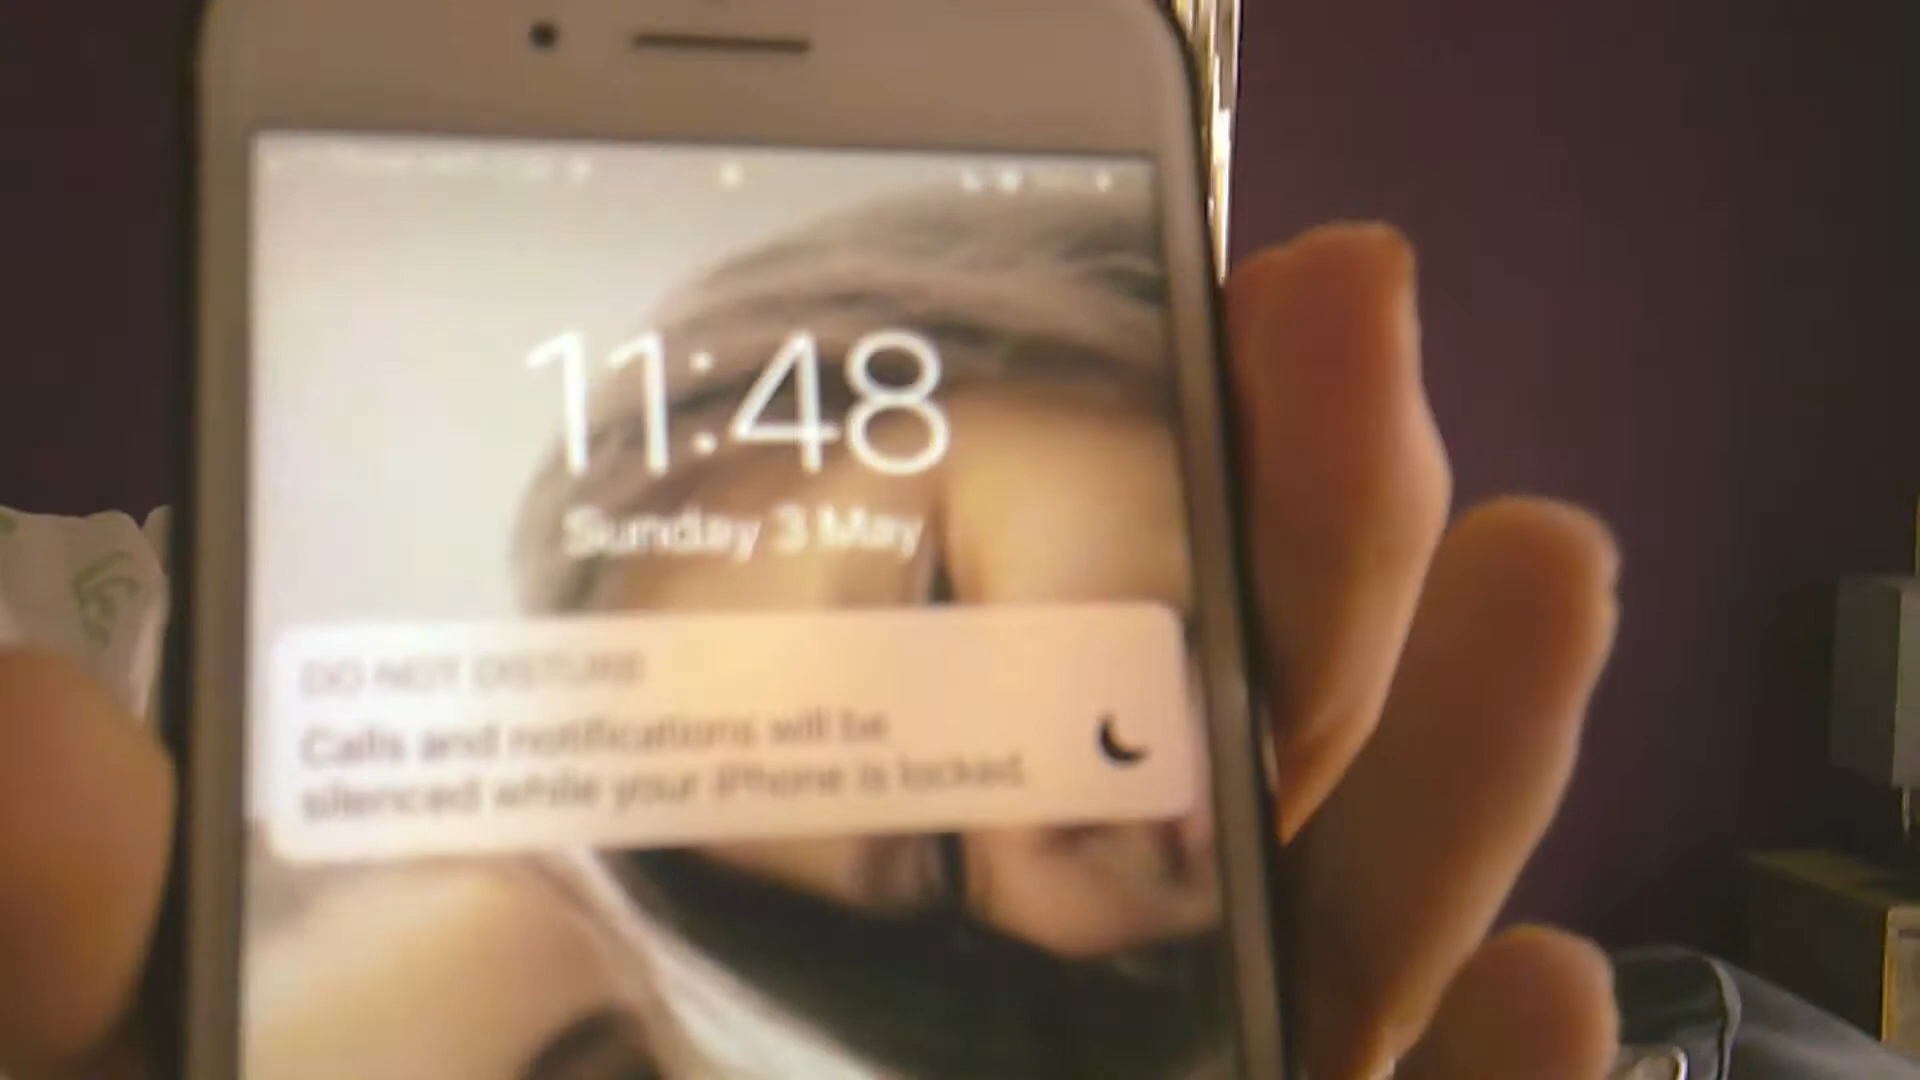 11:48
Sunday 3 May
DO NOT DISTURB
Calls and notifications will be
silenced while your iPhone is locked.